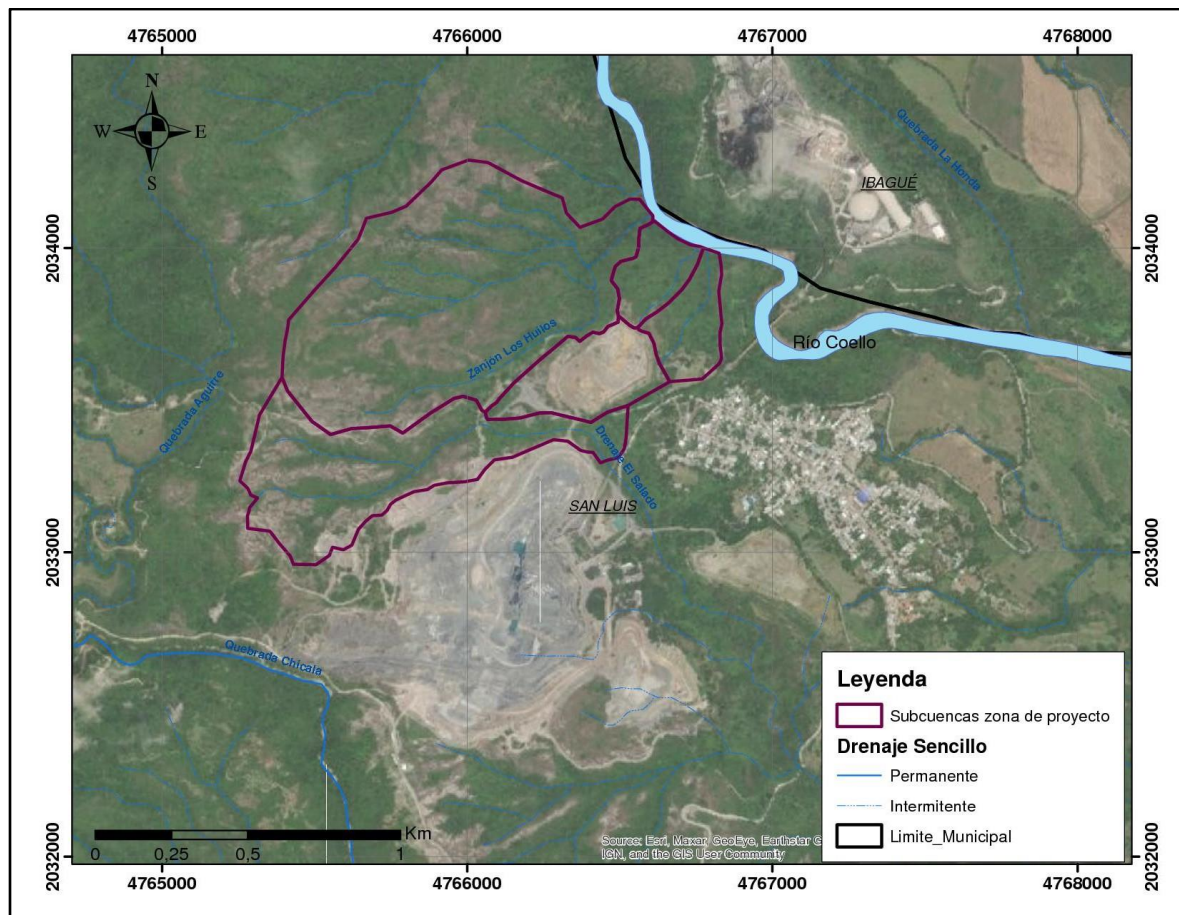 4765000 4766000 4767000 4768000
N
W E
S
Quebrada La Honda
IBAGUÉ
2034000 2034000
Zanjón Los Huilos
Río Coello
Quebrada Aguirre
Drenaje El Salado
SAN LUIS
2033000 2033000
Quebrada Chicala
Leyenda
Subcuencas zona de proyecto
Drenaje Sencillo
Permanente
Intermitente
Limite_Municipal
Km
0 0,25 0,5 1
Source: Esri, Maxar, GeoEye, Earthstar G
IGN, and the GIS User Community
2032000 2032000
4765000 4766000 4767000 4768000